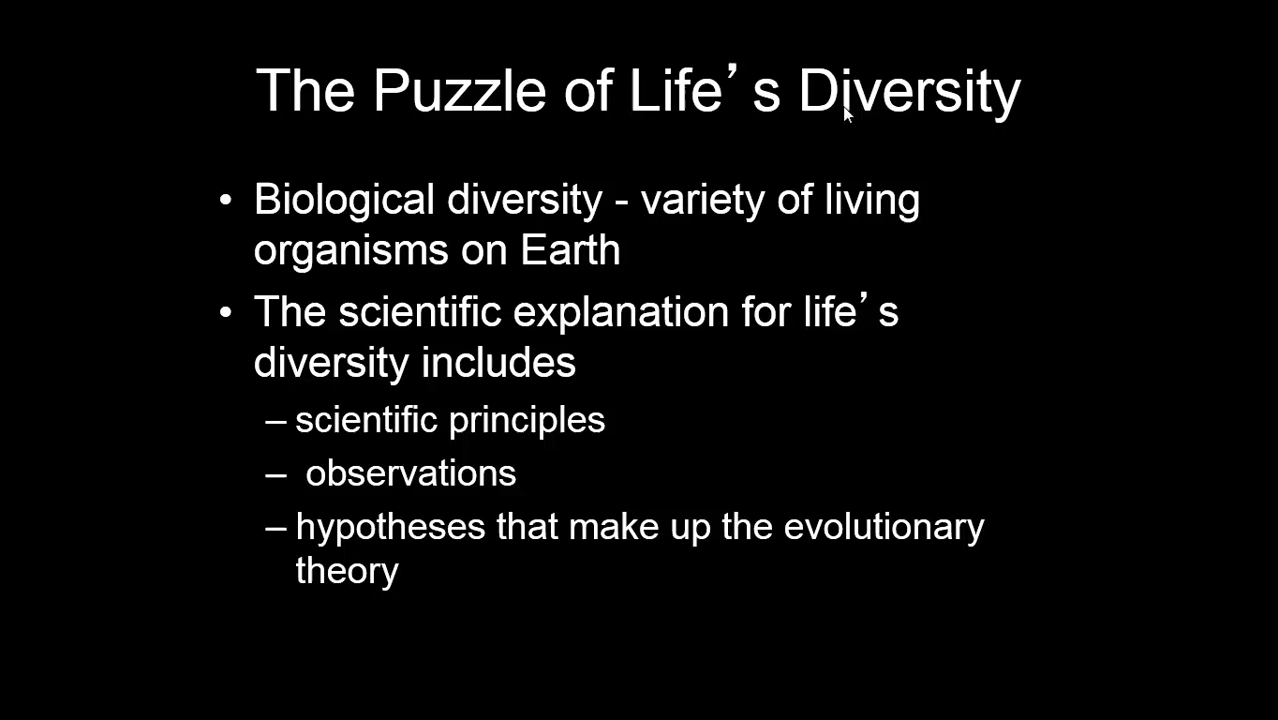 The Puzzle of Life’s Diversity
• Biological diversity - variety of living
organisms on Earth
• The scientific explanation for life’s
diversity includes
– scientific principles
– observations
– hypotheses that make up the evolutionary
theory